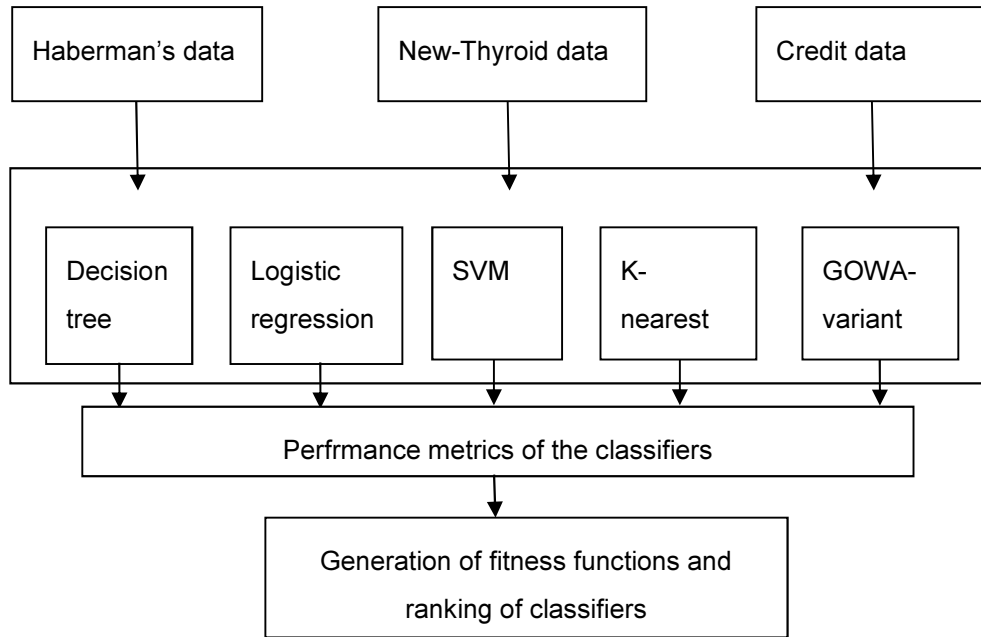 Haberman’s data
New-Thyroid data
Credit data
Decision
tree
Logistic
regression
SVM
K-
nearest
GOWA-
variant
Perfrmance metrics of the classifiers
Generation of fitness functions and
ranking of classifiers